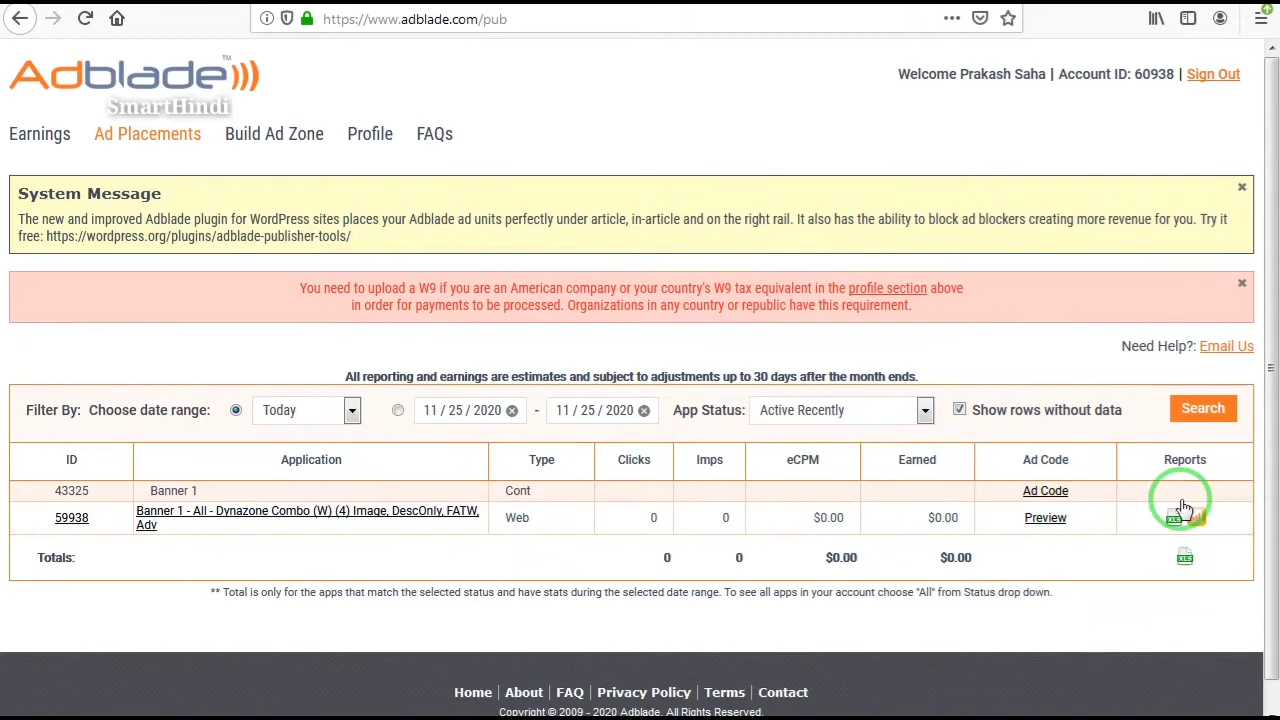 https://www.adblade.com/pub
Adblade™
SmartHindi
Welcome Prakash Saha | Account ID: 60938 | Sign Out
Earnings Ad Placements Build Ad Zone Profile FAQs
System Message
The new and improved Adblade plugin for WordPress sites places your Adblade ad units perfectly under article, in-article and on the right rail. It also has the ability to block ad blockers creating more revenue for you. Try it
free: https://wordpress.org/plugins/adblade-publisher-tools/
You need to upload a W9 if you are an American company or your country's W9 tax equivalent in the profile section above
in order for payments to be processed. Organizations in any country or republic have this requirement.
Need Help?: Email Us
All reporting and earnings are estimates and subject to adjustments up to 30 days after the month ends.
Filter By: Choose date range: Today 11 / 25 / 2020 - 11 / 25 / 2020 App Status: Active Recently Show rows without data Search
ID Application Type Clicks Imps eCPM Earned Ad Code Reports
43325 Banner 1 Cont Ad Code
59938 Banner 1 - All - Dynazone Combo (W) (4) Image, DescOnly, FATW, Adv Web 0 0 $0.00 $0.00 Preview XLS
Totals: 0 0 $0.00 $0.00 XLS
** Total is only for the apps that match the selected status and have stats during the selected date range. To see all apps in your account choose "All" from Status drop down.
Home | About | FAQ | Privacy Policy | Terms | Contact
Copyright © 2009 - 2020 Adblade. All Rights Reserved.